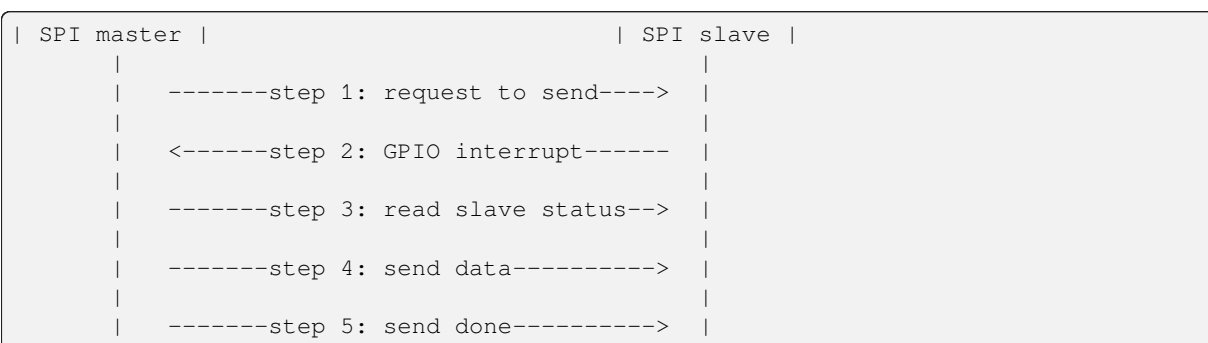 | SPI master |                         | SPI slave |
      |                                  |
      |  -------step 1: request to send---->  |
      |                                  |
      |  <------step 2: GPIO interrupt------  |
      |                                  |
      |  -------step 3: read slave status-->  |
      |                                  |
      |  -------step 4: send data---------->  |
      |                                  |
      |  -------step 5: send done---------->  |